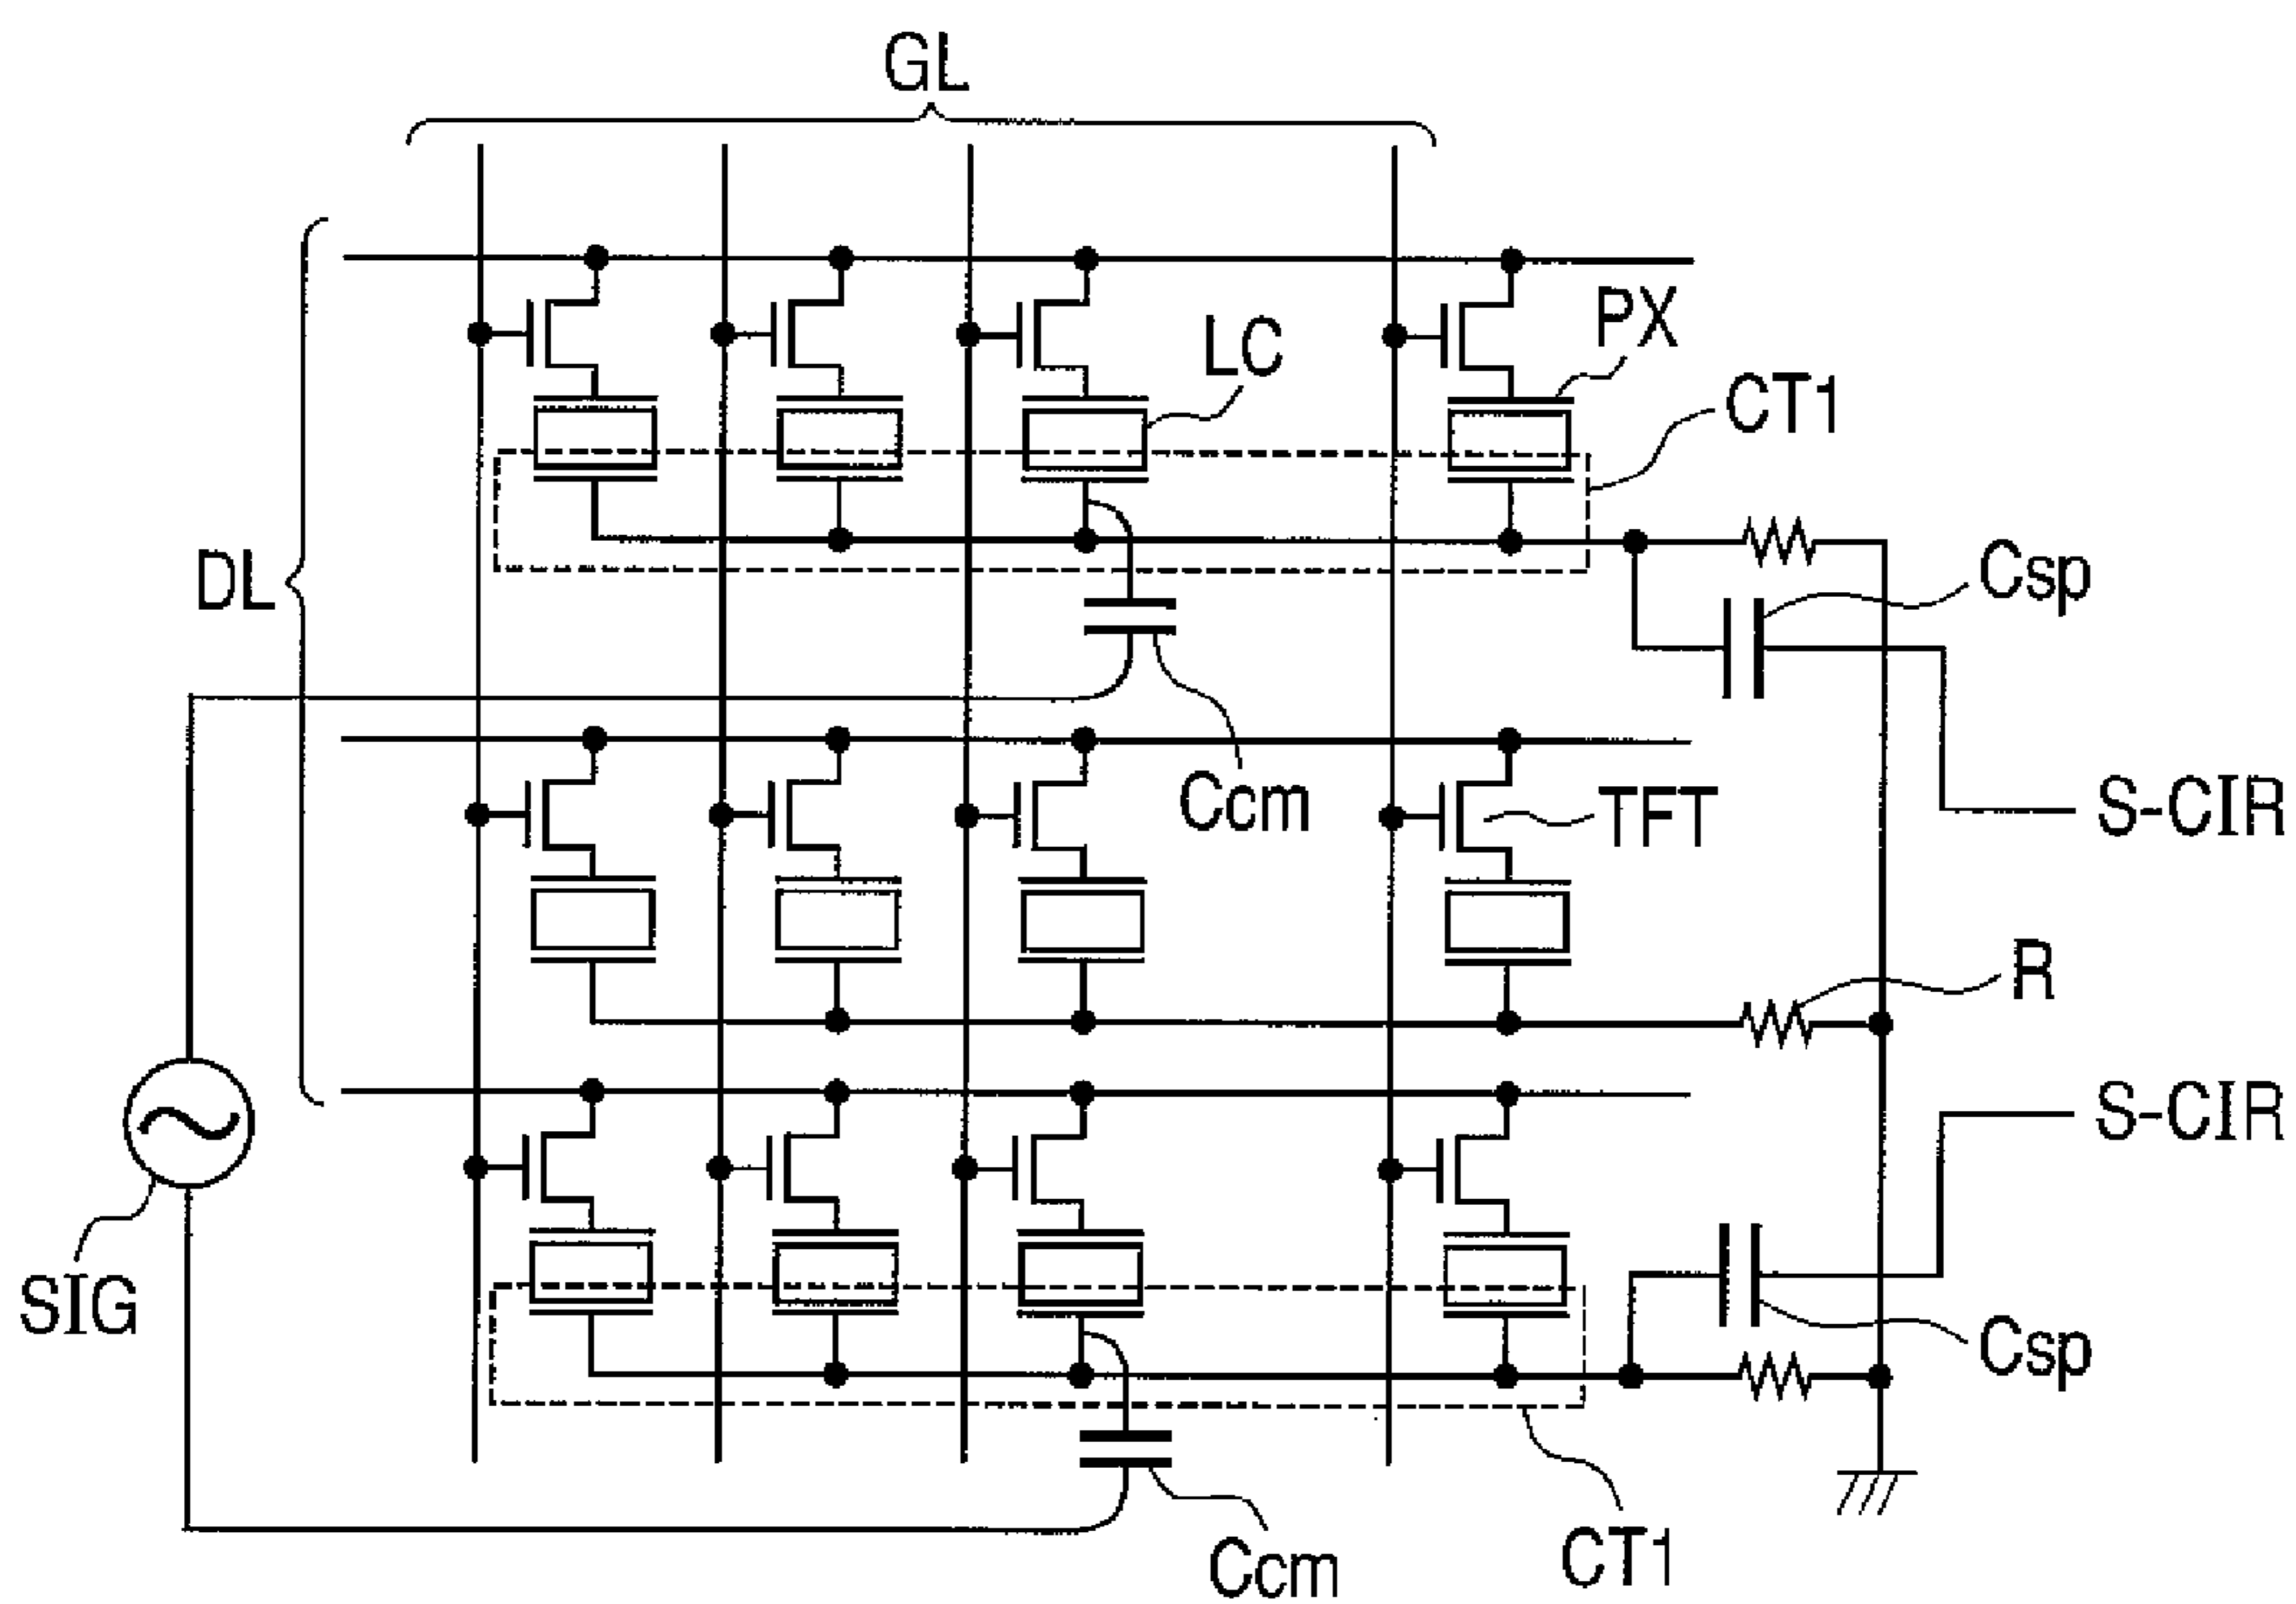 GL
PX
LC
CT1
DL
Csp
Ccm
TFT
S-CIR
R
S-CIR
SIG
Csp
CT1
Ccm